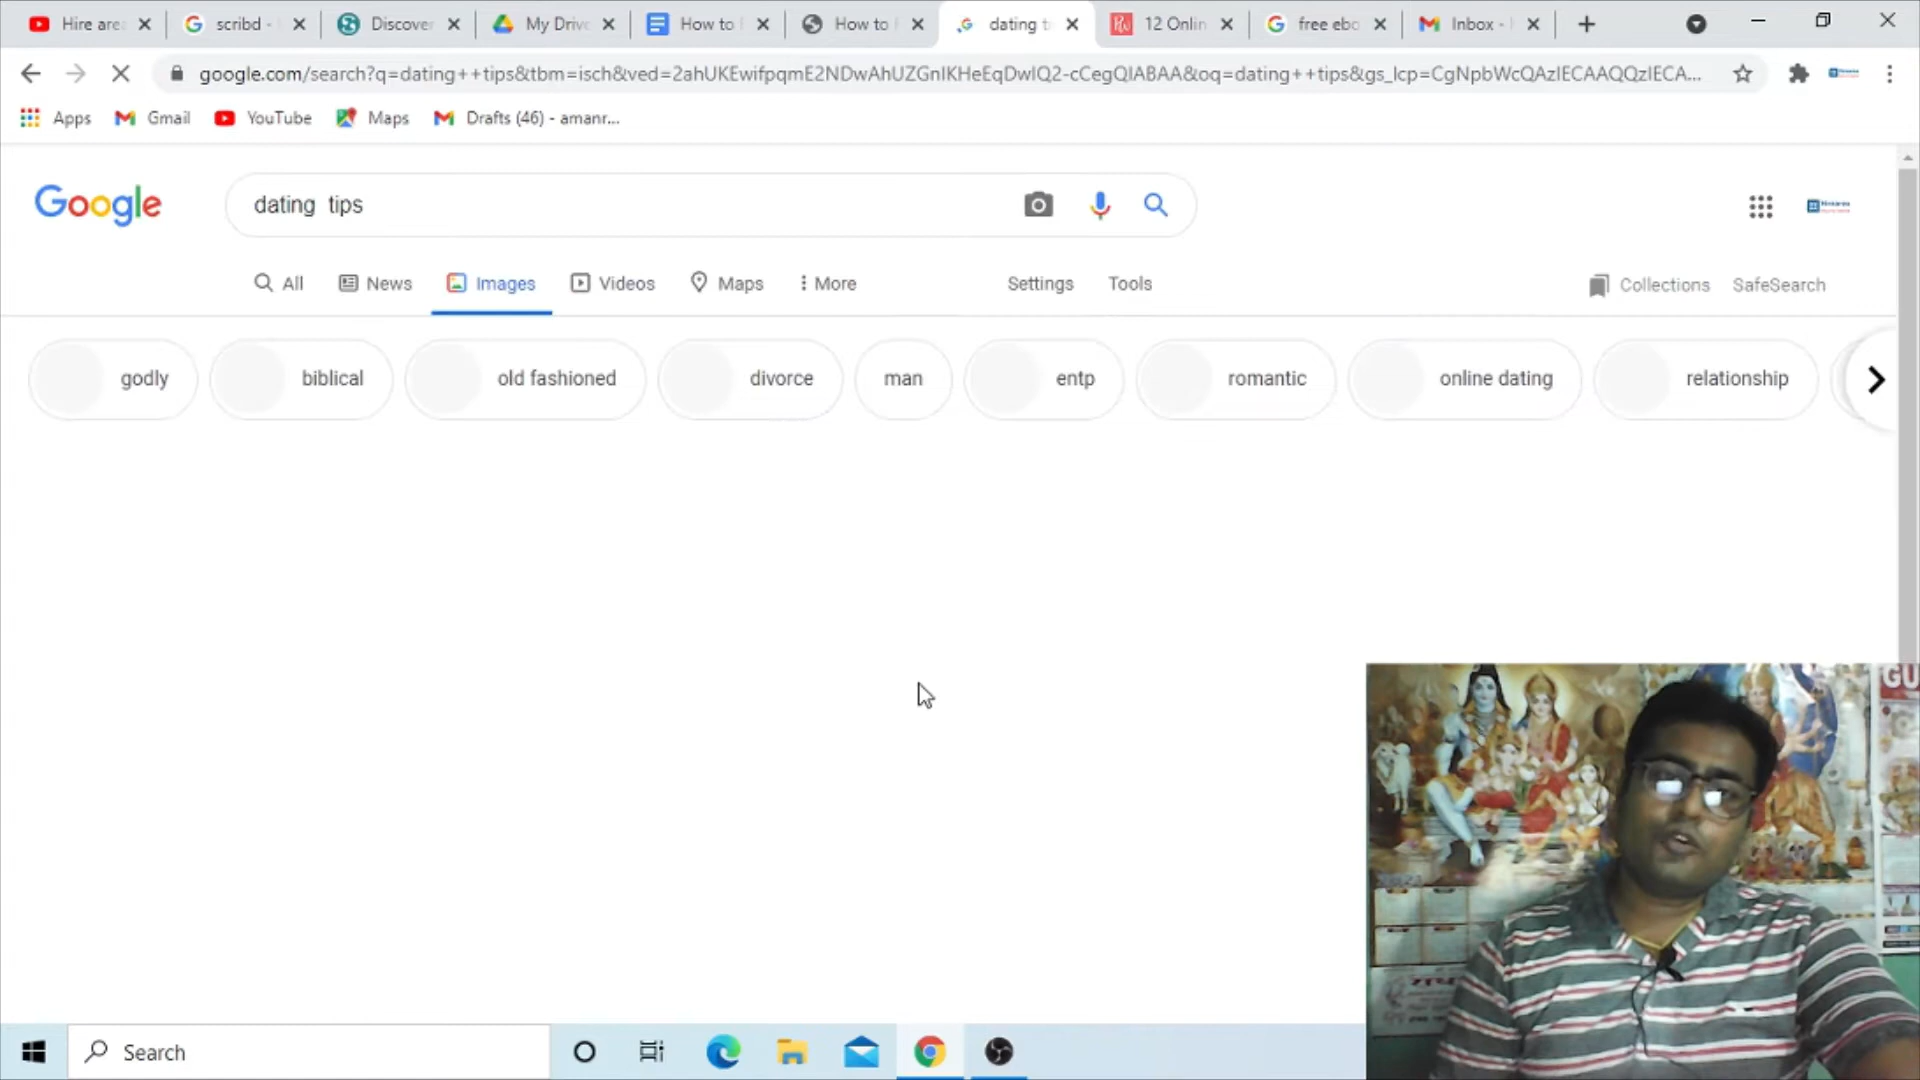 Hire are
scribd -
Discover
My Driv
How to
How to
dating t
12 Onlin
free ebo
Inbox -
google.com/search?q=dating++tips&tbm=isch&ved=2ahUKEwifpqmE2NDwAhUZGnIKHeEqDwIQ2-cCegQIABAA&oq=dating++tips&gs_lcp=CgNpbWcQAzIECAAQQzIECA...
Apps
Gmail
YouTube
Maps
Drafts (46) - amanr...
Google
dating  tips
All
News
Images
Videos
Maps
More
Settings
Tools
Collections
SafeSearch
godly
biblical
old fashioned
divorce
man
entp
romantic
online dating
relationship
GU
Search